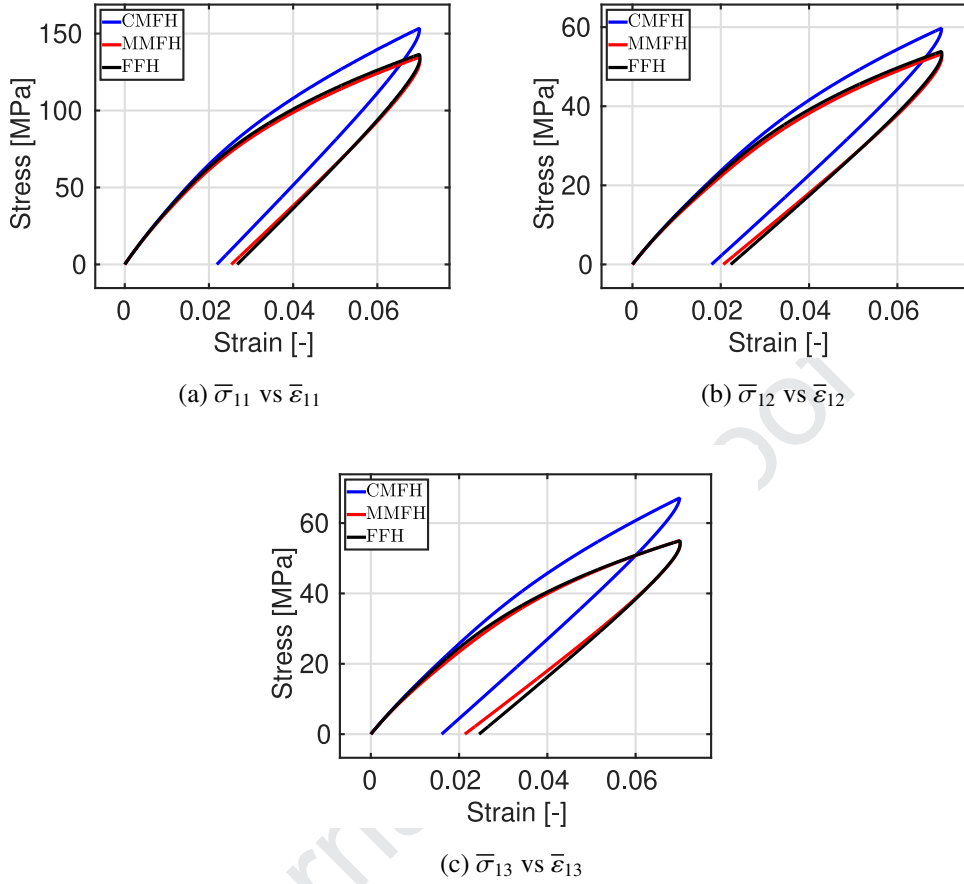 CMFH
MMFH
FFH
Stress [MPa]
150
100
50
0
0 0.02 0.04 0.06
Strain [-]
(a) σ̅₁₁ vs ε̅₁₁
CMFH
MMFH
FFH
Stress [MPa]
60
40
20
0
0 0.02 0.04 0.06
Strain [-]
(b) σ̅₁₂ vs ε̅₁₂
CMFH
MMFH
FFH
Stress [MPa]
60
40
20
0
0 0.02 0.04 0.06
Strain [-]
(c) σ̅₁₃ vs ε̅₁₃